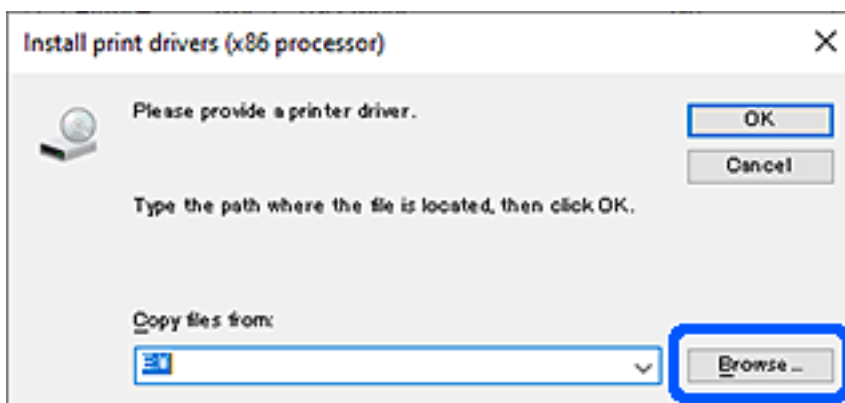 Install print drivers (x86 processor)
Please provide a printer driver.
OK
Cancel
Type the path where the file is located, then click OK.
Copy files from:
Browse...